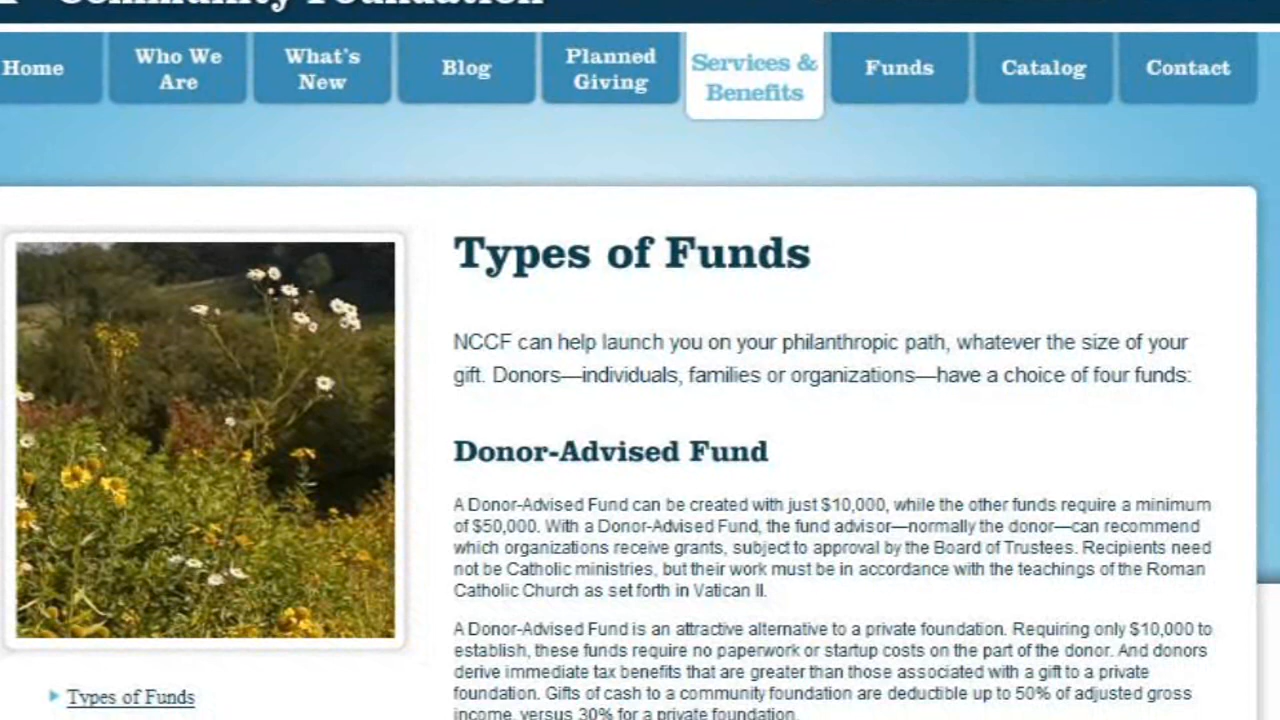 Community Foundation
Home
Who We
Are
What's
New
Blog
Planned
Giving
Services &
Benefits
Funds
Catalog
Contact
Types of Funds
NCCF can help launch you on your philanthropic path, whatever the size of your
gift. Donors—individuals, families or organizations—have a choice of four funds:
Donor-Advised Fund
A Donor-Advised Fund can be created with just $10,000, while the other funds require a minimum
of $50,000. With a Donor-Advised Fund, the fund advisor—normally the donor—can recommend
which organizations receive grants, subject to approval by the Board of Trustees. Recipients need
not be Catholic ministries, but their work must be in accordance with the teachings of the Roman
Catholic Church as set forth in Vatican II.
A Donor-Advised Fund is an attractive alternative to a private foundation. Requiring only $10,000 to
establish, these funds require no paperwork or startup costs on the part of the donor. And donors
derive immediate tax benefits that are greater than those associated with a gift to a private
foundation. Gifts of cash to a community foundation are deductible up to 50% of adjusted gross
income, versus 30% for a private foundation.
Types of Funds